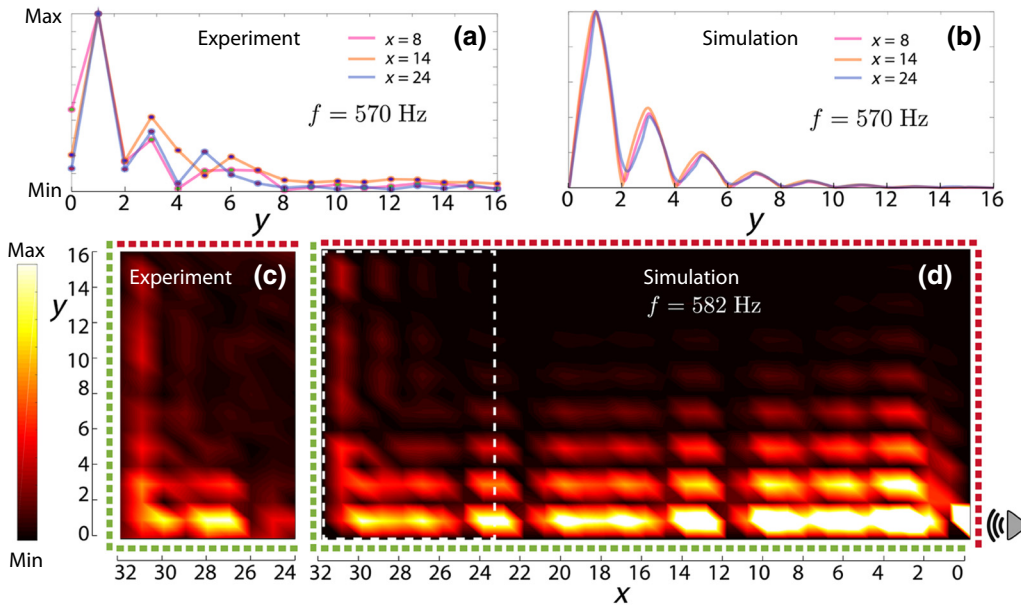 Max
Experiment
(a)
x = 8
x = 14
x = 24
f = 570 Hz
Min
0 2 4 6 8 10 12 14 16
y
Simulation
(b)
x = 8
x = 14
x = 24
f = 570 Hz
0 2 4 6 8 10 12 14 16
y
Max
Min
y
16
14
12
10
8
6
4
2
0
Experiment
(c)
32 30 28 26 24
Simulation
(d)
f = 582 Hz
32 30 28 26 24 22 20 18 16 14 12 10 8 6 4 2 0
x